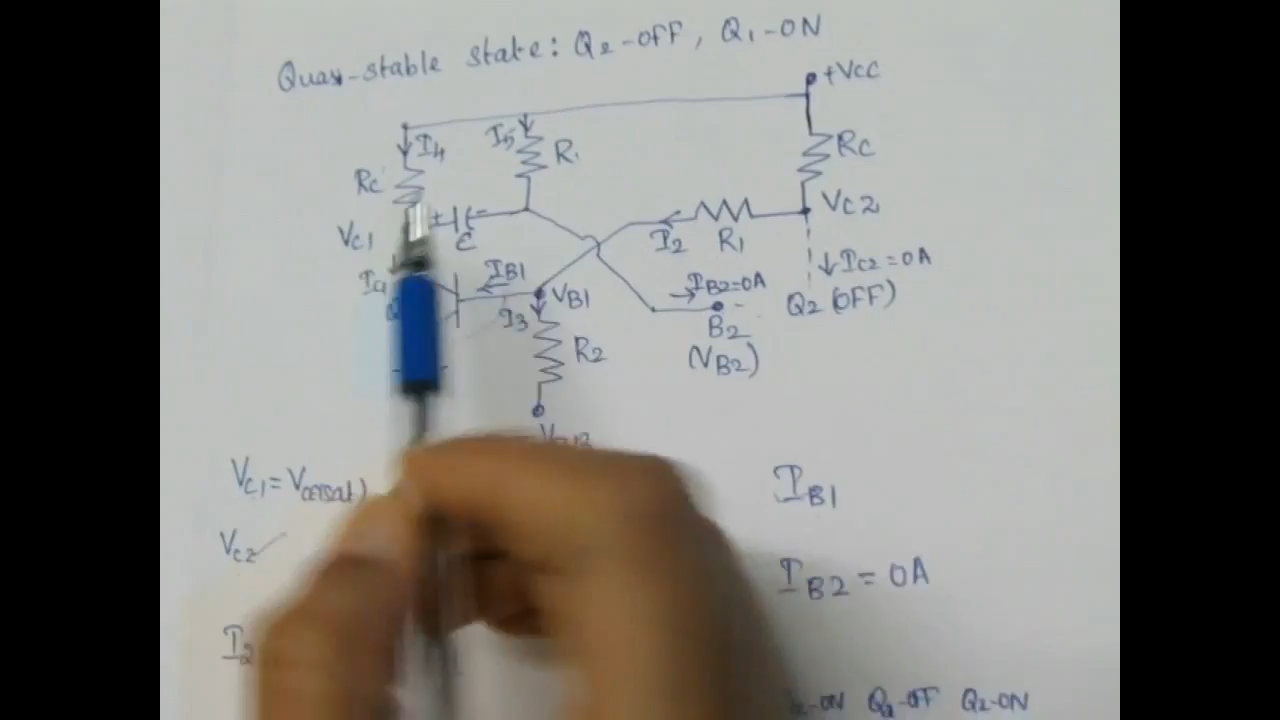 Quasi-stable state: Q2-OFF, Q1-ON
+VCC
I4
I5
R
RC
RC
VC1
C
I2
R1
VC2
IB1
VB1
IB2=0A
IC2=0A
I3
B2
Q2 (OFF)
R2
(VB2)
VC1 = VCE(sat)
IB1
VC2
IB2 = 0A
I2
-ON Q2-OFF Q2-ON